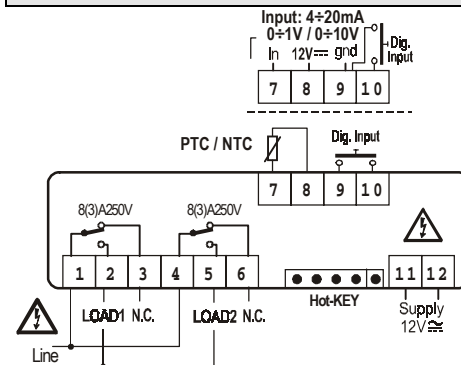 Input: 4÷20mA
0÷1V / 0÷10V
In 12V gnd
Dig.
Input
7 8 9 10
PTC / NTC
Dig. Input
7 8 9 10
8(3)A250V 8(3)A250V
1 2 3 4 5 6 11 12
LOAD1 N.C. LOAD2 N.C. Hot-KEY Supply
12V
Line